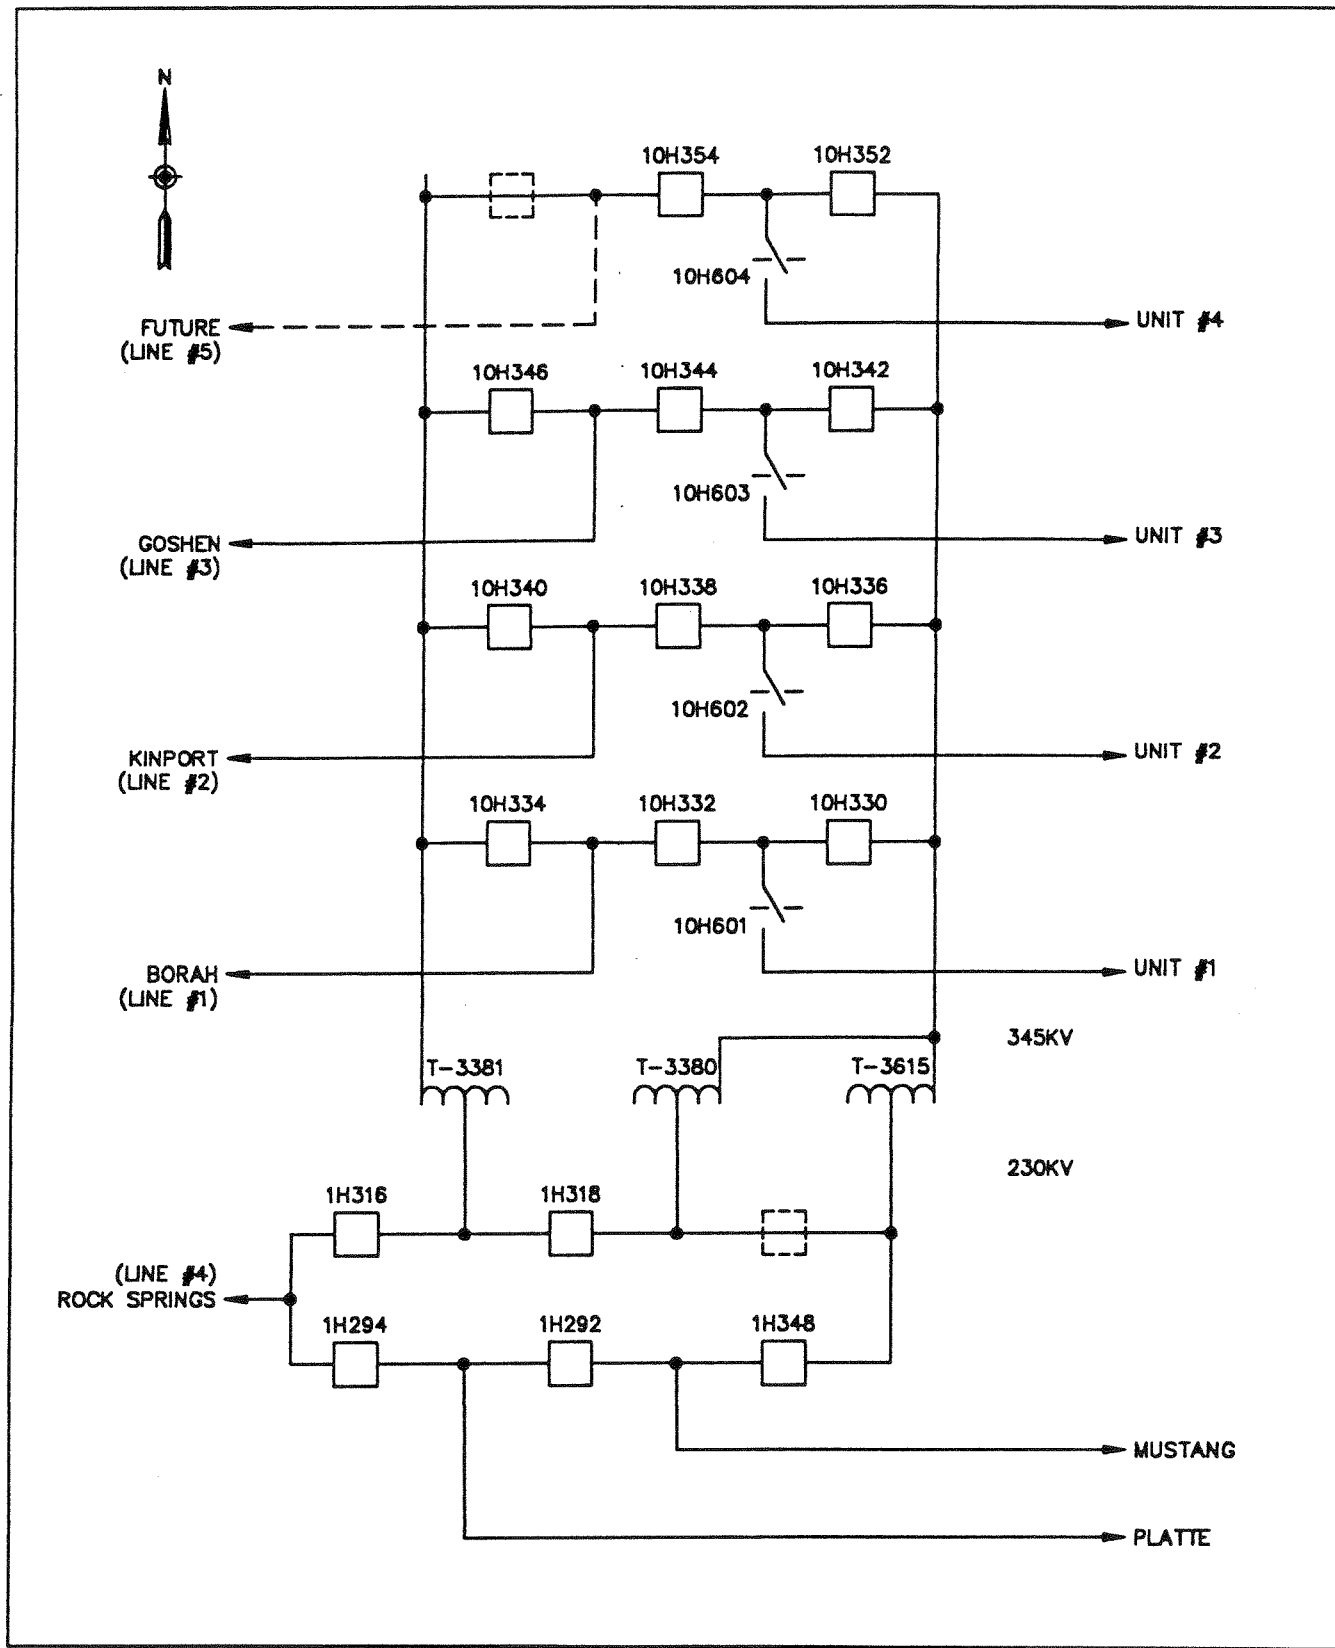 N
10H354
10H352
10H604
FUTURE
(LINE #5)
UNIT #4
10H346
10H344
10H342
10H603
GOSHEN
(LINE #3)
UNIT #3
10H340
10H338
10H336
10H602
KINPORT
(LINE #2)
UNIT #2
10H334
10H332
10H330
10H601
BORAH
(LINE #1)
UNIT #1
345KV
T-3381
T-3380
T-3615
230KV
1H316
1H318
(LINE #4)
ROCK SPRINGS
1H294
1H292
1H348
MUSTANG
PLATTE